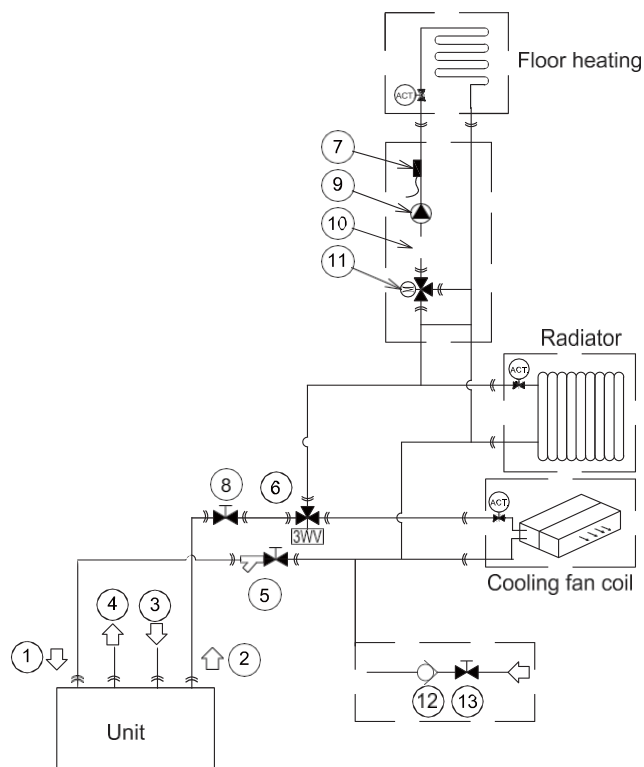 Floor heating
ACT
7
9
10
11
Radiator
ACT.
8
6
ACT
3WV
Cooling fan coil
5
4
3
1
2
12
13
Unit